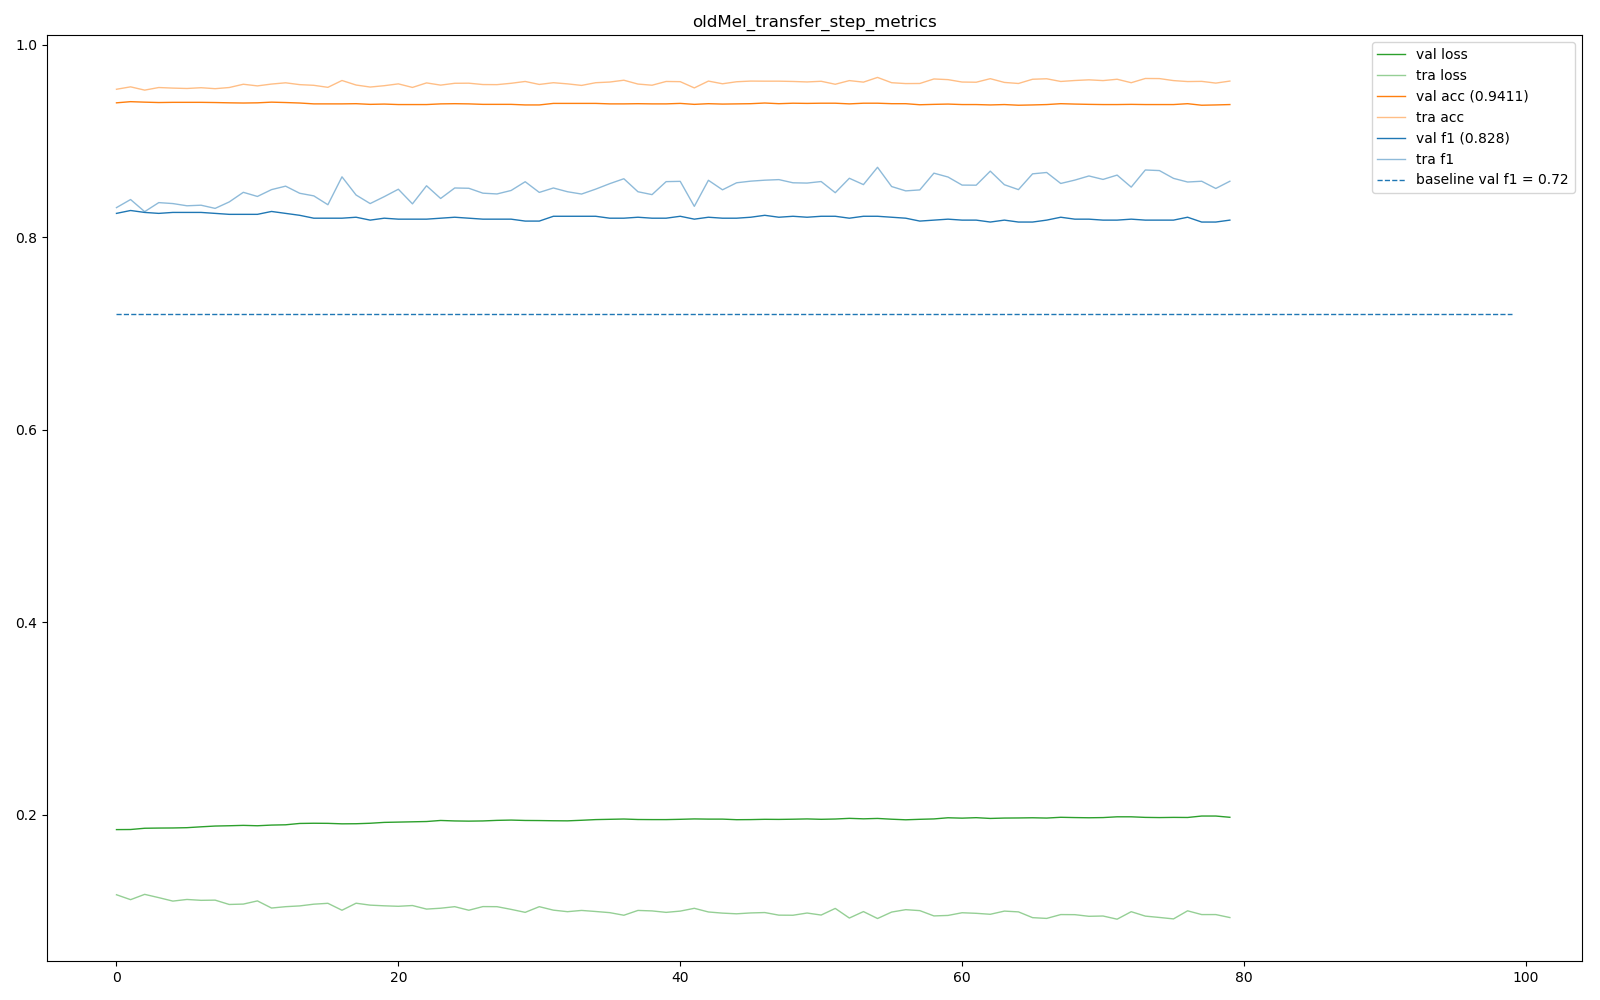 oldMel_transfer_step_metrics
1.0
0.8
0.6
0.4
0.2
0
20
40
60
80
100
val loss
tra loss
val acc (0.9411)
tra acc
val f1 (0.828)
tra f1
baseline val f1 = 0.72